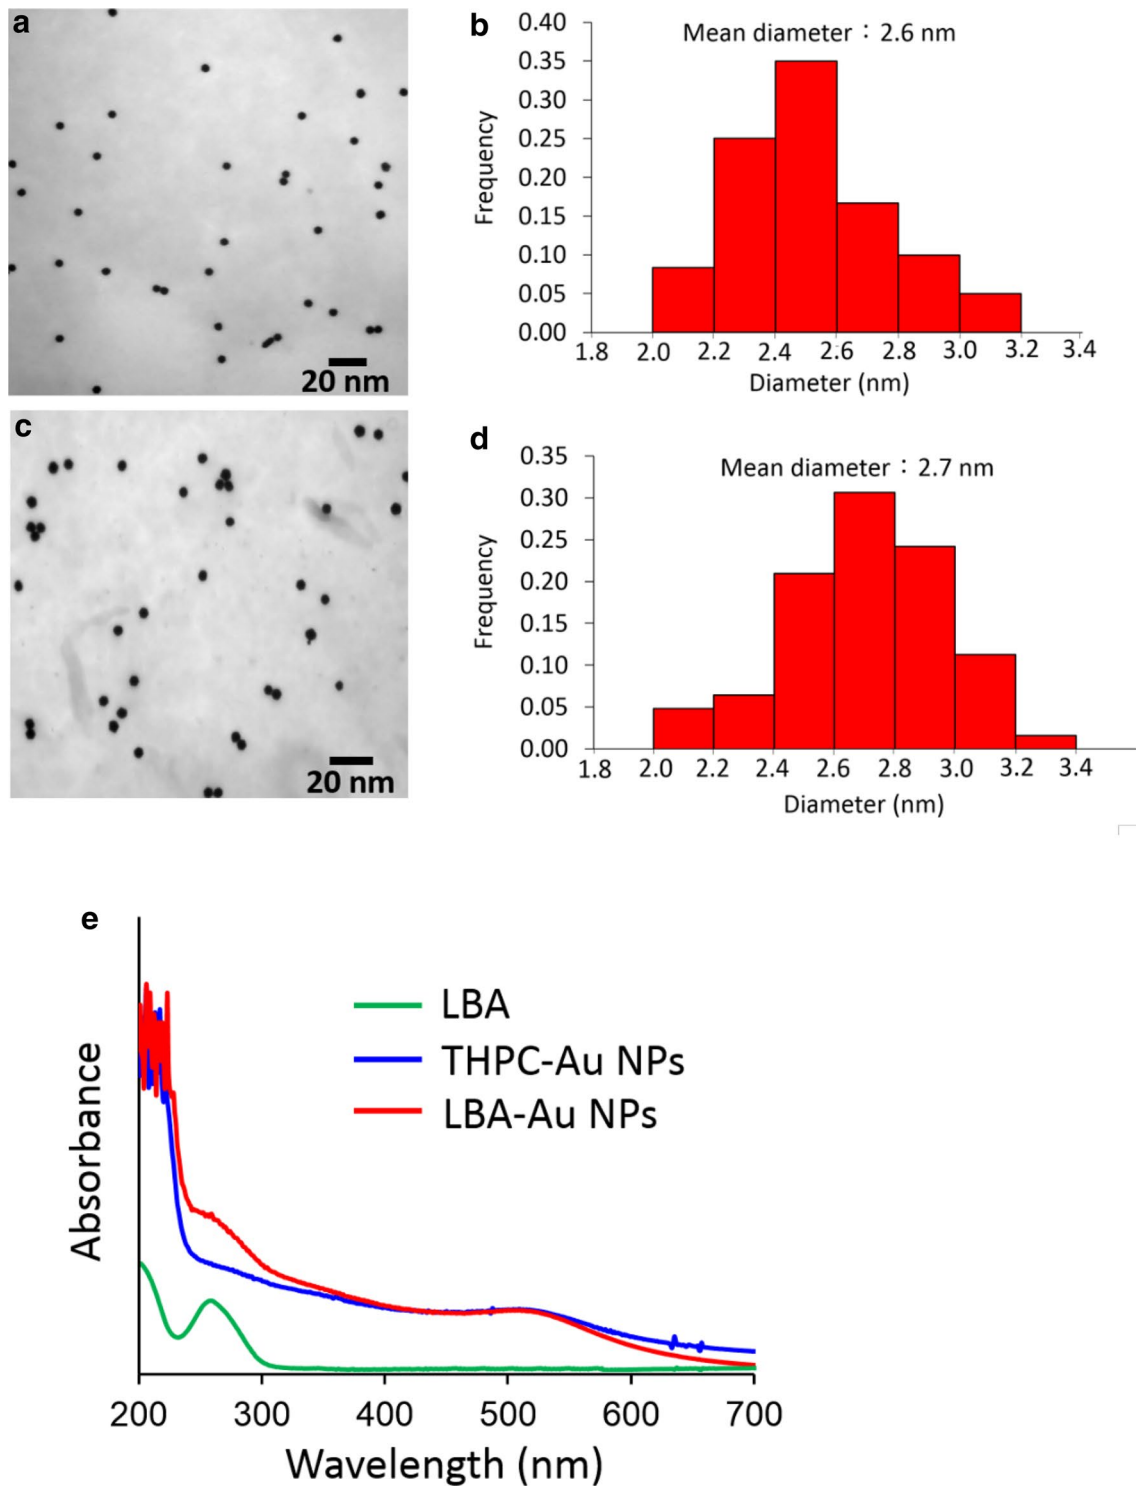 a
20 nm
b
Mean diameter：2.6 nm
Frequency
0.40
0.35
0.30
0.25
0.20
0.15
0.10
0.05
0.00
1.8 2.0 2.2 2.4 2.6 2.8 3.0 3.2 3.4
Diameter (nm)
c
20 nm
d
Mean diameter：2.7 nm
Frequency
0.35
0.30
0.25
0.20
0.15
0.10
0.05
0.00
1.8 2.0 2.2 2.4 2.6 2.8 3.0 3.2 3.4
Diameter (nm)
e
Absorbance
LBA
THPC-Au NPs
LBA-Au NPs
200 300 400 500 600 700
Wavelength (nm)